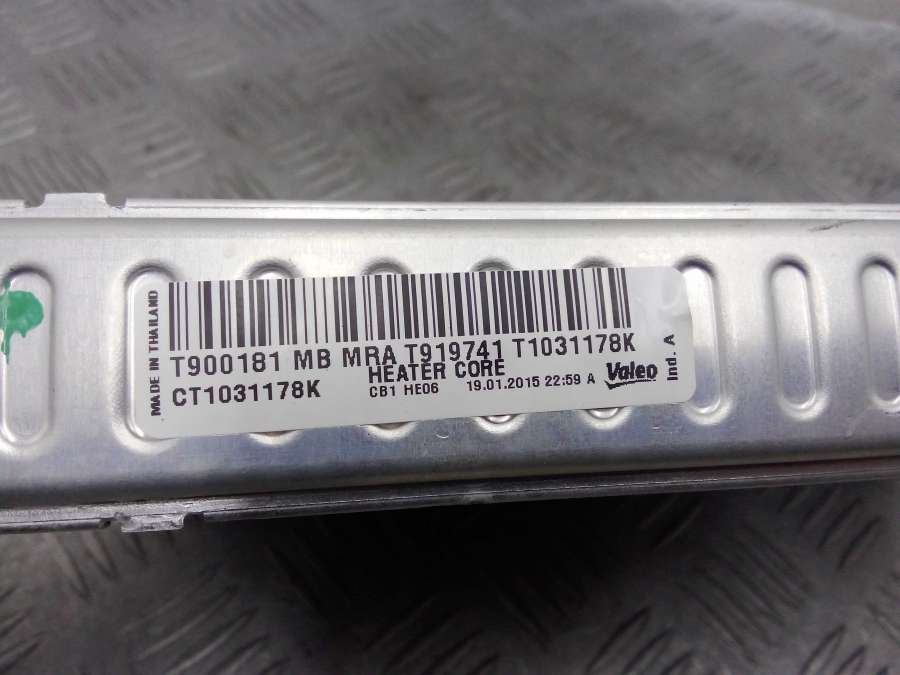 MADE IN THAILAND
T900181 MB MRA T919741 T1031178K
HEATER CORE
CT1031178K
CB1 HE06 19.01.2015 22:59 A
Valeo
Ind. A